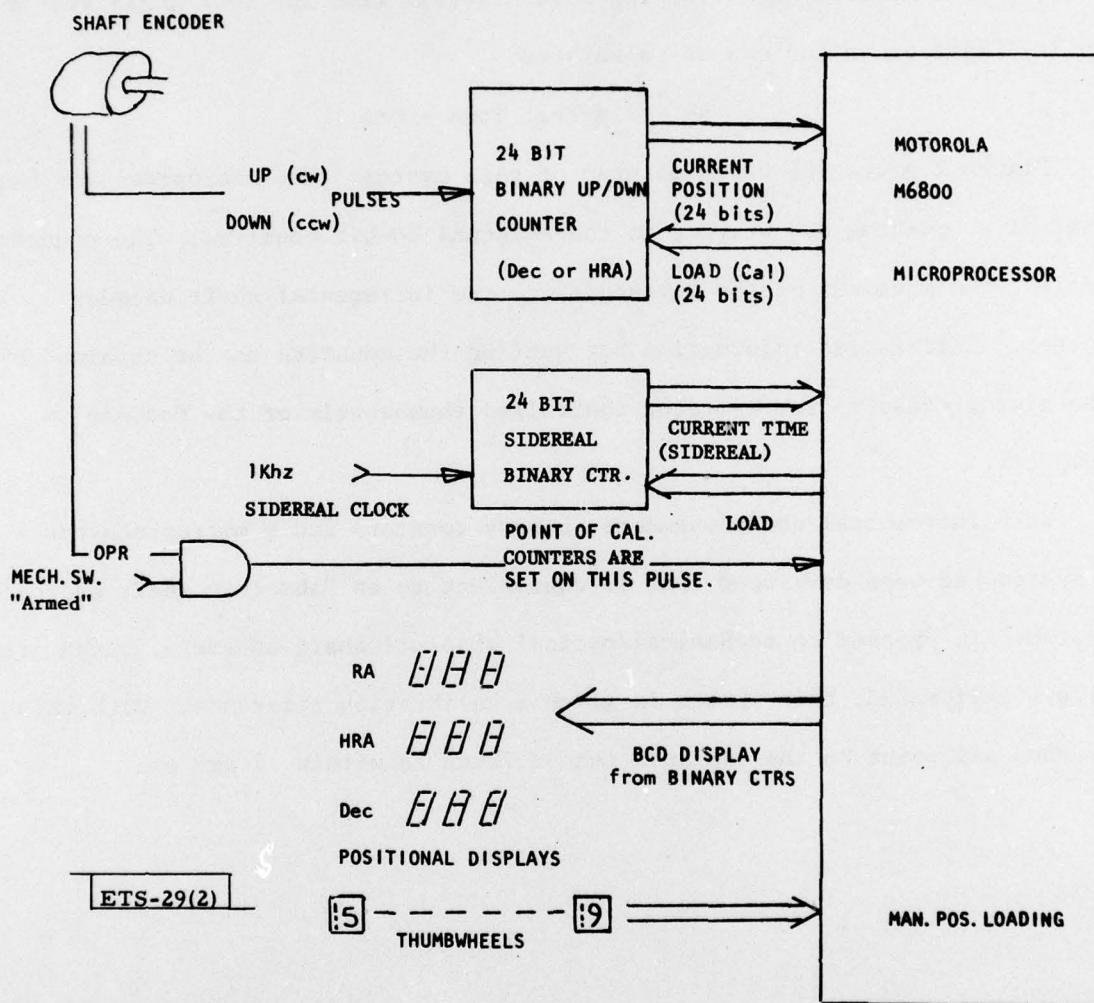 SHAFT ENCODER
UP (cw)
PULSES
DOWN (ccw)
24 BIT
BINARY UP/DWN
COUNTER
(Dec or HRA)
CURRENT
POSITION
(24 bits)
LOAD (Cal)
(24 bits)
MOTOROLA
M6800
MICROPROCESSOR
24 BIT
SIDEREAL
BINARY CTR.
CURRENT TIME
(SIDEREAL)
LOAD
1Khz
SIDEREAL CLOCK
OPR
MECH. SW.
"Armed"
POINT OF CAL.
COUNTERS ARE
SET ON THIS PULSE.
RA
HRA
Dec
POSITIONAL DISPLAYS
BCD DISPLAY
from BINARY CTRS
ETS-29(2)
5 - - - - - - 9
THUMBWHEELS
MAN. POS. LOADING